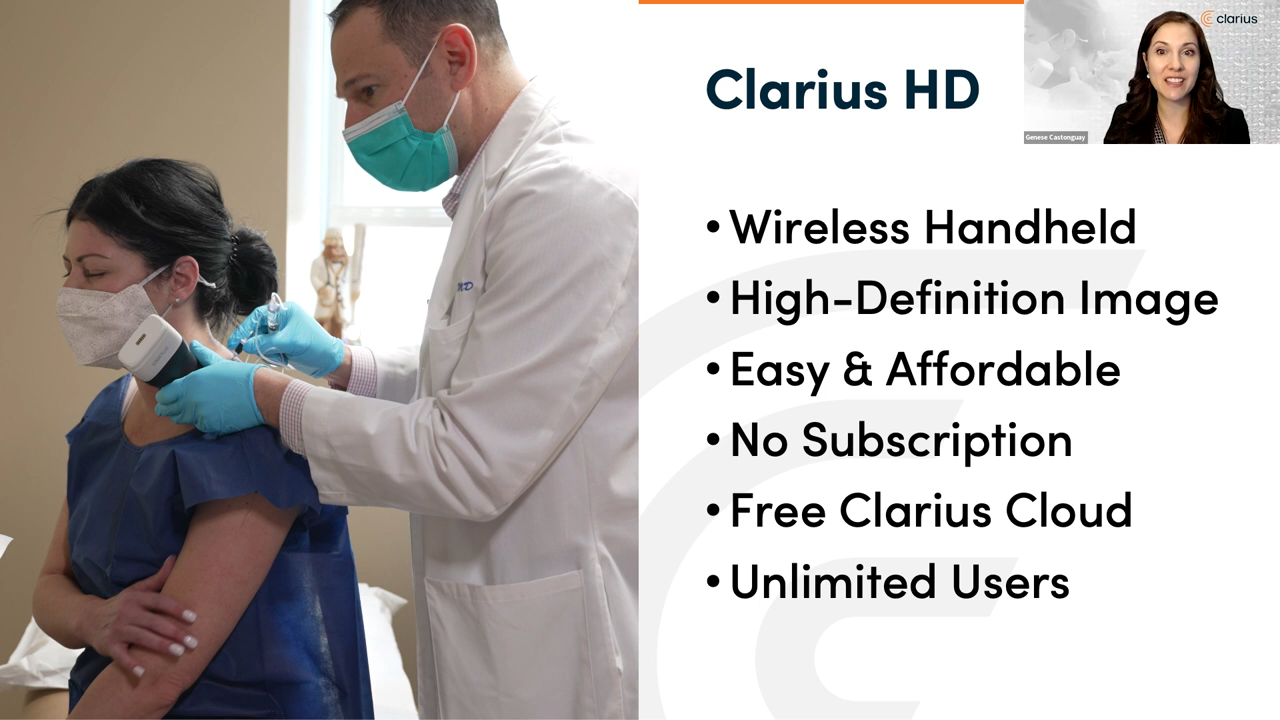 Clarius HD
clarius
Genese Castonguay
• Wireless Handheld
• High-Definition Image
• Easy & Affordable
• No Subscription
• Free Clarius Cloud
• Unlimited Users